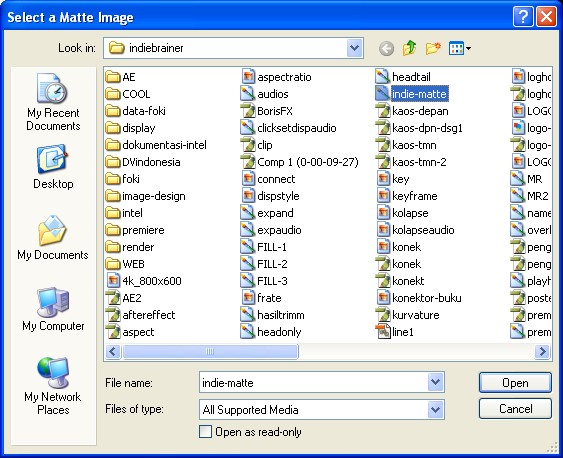 Select a Matte Image
Look in:
indiebrainer
My Recent
Documents
Desktop
My Documents
My Computer
My Network
Places
AE
COOL
data-foki
display
dokumentasi-intel
DVindonesia
foki
image-design
intel
premiere
render
WEB
4k_800x600
AE2
aftereffect
aspect
aspectratio
audios
BorisFX
clicksetdispaudio
clip
Comp 1 (0-00-09-27)
connect
dispstyle
expand
expaudio
FILL-1
FILL-2
FILL-3
frate
hasiltrimm
headonly
headtail
indie-matte
kaos-depan
kaos-dpn-dsg1
kaos-tmn
kaos-tmn-2
key
keyframe
kolapse
kolapseaudio
konek
konek
konekt
konektor-buku
kurvature
line1
logho
logho
LOGO
logo-
LOGO
MR
MR2
name
overl
peng
peng
playh
poste
prem
prem
File name:
indie-matte
Open
Files of type:
All Supported Media
Cancel
Open as read-only